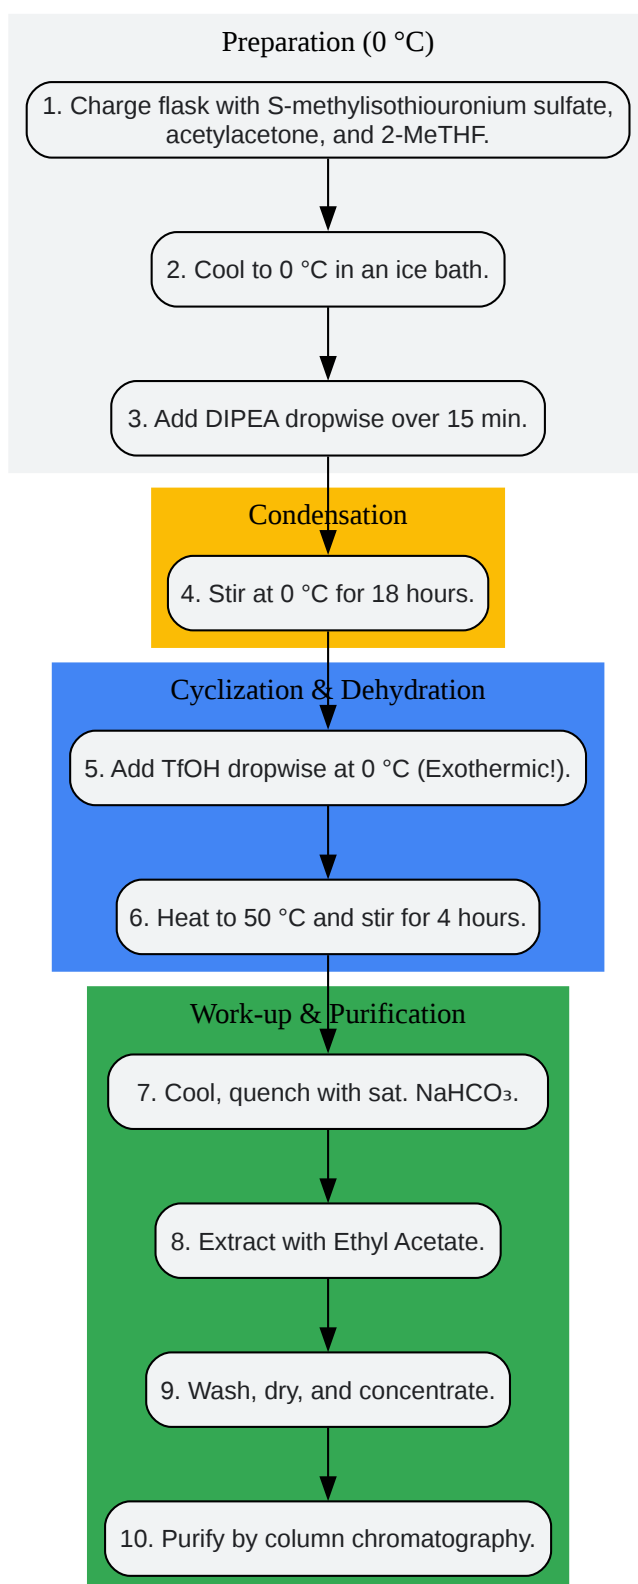 Preparation (0 °C)
1. Charge flask with S-methylisothiouronium sulfate,
acetylacetone, and 2-MeTHF.
2. Cool to 0 °C in an ice bath.
3. Add DIPEA dropwise over 15 min.
Condensation
4. Stir at 0 °C for 18 hours.
Cyclization & Dehydration
5. Add TfOH dropwise at 0 °C (Exothermic!).
6. Heat to 50 °C and stir for 4 hours.
Work-up & Purification
7. Cool, quench with sat. NaHCO₃.
8. Extract with Ethyl Acetate.
9. Wash, dry, and concentrate.
10. Purify by column chromatography.